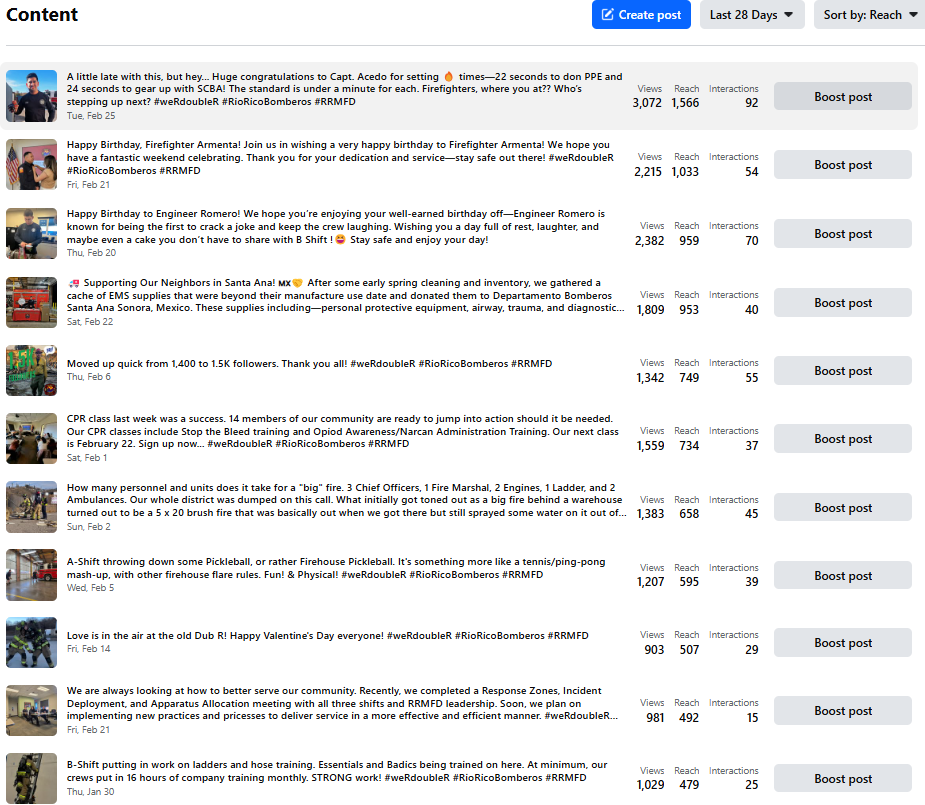 Content
Create post
Last 28 Days
Sort by: Reach
A little late with this, but hey... Huge congratulations to Capt. Acedo for setting 🔥 times—22 seconds to don PPE and
24 seconds to gear up with SCBA! The standard is under a minute for each. Firefighters, where you at?? Who's
stepping up next? #weRdoubleR #RioRicoBomberos #RRMFD
Tue, Feb 25
Views
3,072
Reach
1,566
Interactions
92
Boost post
Happy Birthday, Firefighter Armenta! Join us in wishing a very happy birthday to Firefighter Armenta! We hope you
have a fantastic weekend celebrating. Thank you for your dedication and service—stay safe out there! #weRdoubleR
#RioRicoBomberos #RRMFD
Fri, Feb 21
Views
2,215
Reach
1,033
Interactions
54
Boost post
Happy Birthday to Engineer Romero! We hope you're enjoying your well-earned birthday off—Engineer Romero is
known for being the first to crack a joke and keep the crew laughing. Wishing you a day full of rest, laughter, and
maybe even a cake you don't have to share with B Shift !😄 Stay safe and enjoy your day!
Thu, Feb 20
Views
2,382
Reach
959
Interactions
70
Boost post
🚑 Supporting Our Neighbors in Santa Ana! 🇲🇽🤝 After some early spring cleaning and inventory, we gathered a
cache of EMS supplies that were beyond their manufacture use date and donated them to Departamento Bomberos
Santa Ana Sonora, Mexico. These supplies including—personal protective equipment, airway, trauma, and diagnostic...
Sat, Feb 22
Views
1,809
Reach
953
Interactions
40
Boost post
Moved up quick from 1,400 to 1.5K followers. Thank you all! #weRdoubleR #RioRicoBomberos #RRMFD
Thu, Feb 6
Views
1,342
Reach
749
Interactions
55
Boost post
CPR class last week was a success. 14 members of our community are ready to jump into action should it be needed.
Our CPR classes include Stop the Bleed training and Opiod Awareness/Narcan Administration Training. Our next class
is February 22. Sign up now... #weRdoubleR #RioRicoBomberos #RRMFD
Sat, Feb 1
Views
1,559
Reach
734
Interactions
37
Boost post
How many personnel and units does it take for a "big" fire. 3 Chief Officers, 1 Fire Marshal, 2 Engines, 1 Ladder, and 2
Ambulances. Our whole district was dumped on this call. What initially got toned out as a big fire behind a warehouse
turned out to be a 5 x 20 brush fire that was basically out when we got there but still sprayed some water on it out of...
Sun, Feb 2
Views
1,383
Reach
658
Interactions
45
Boost post
A-Shift throwing down some Pickleball, or rather Firehouse Pickleball. It's something more like a tennis/ping-pong
mash-up, with other firehouse flare rules. Fun! & Physical! #weRdoubleR #RioRicoBomberos #RRMFD
Wed, Feb 5
Views
1,207
Reach
595
Interactions
39
Boost post
Love is in the air at the old Dub R! Happy Valentine's Day everyone! #weRdoubleR #RioRicoBomberos #RRMFD
Fri, Feb 14
Views
903
Reach
507
Interactions
29
Boost post
We are always looking at how to better serve our community. Recently, we completed a Response Zones, Incident
Deployment, and Apparatus Allocation meeting with all three shifts and RRMFD leadership. Soon, we plan on
implementing new practices and pricesses to deliver service in a more effective and efficient manner. #weRdoubleR...
Fri, Feb 21
Views
981
Reach
492
Interactions
15
Boost post
B-Shift putting in work on ladders and hose training. Essentials and Badics being trained on here. At minimum, our
crews put in 16 hours of company training monthly. STRONG work! #weRdoubleR #RioRicoBomberos #RRMFD
Thu, Jan 30
Views
1,029
Reach
479
Interactions
25
Boost post